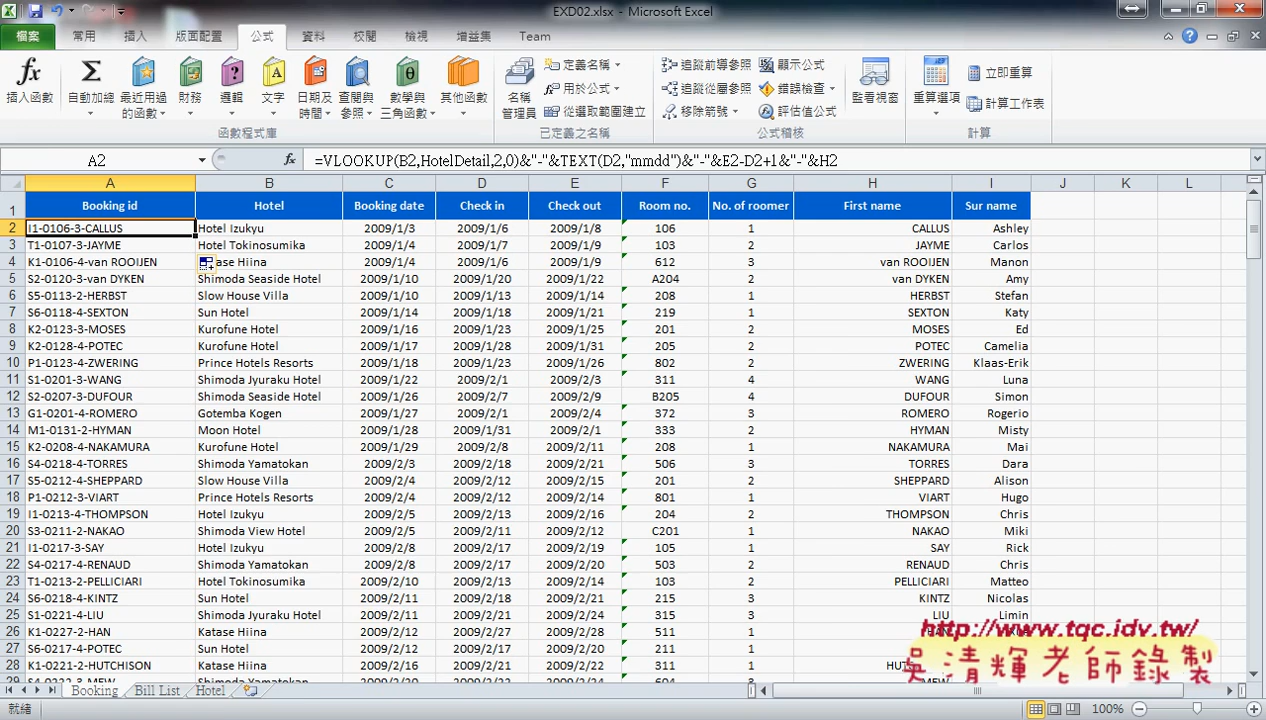 EXD02.xlsx - Microsoft Excel
檔案 常用 插入 版面配置 公式 資料 校閱 檢視 增益集 Team
插入函數 自動加總 最近用過的函數 財務 邏輯 文字 日期及時間 查閱與參照 數學與三角函數 其他函數 名稱管理員 定義名稱 用於公式 從選取範圍建立 追蹤前導參照 追蹤從屬參照 移除箭號 顯示公式 錯誤檢查 評估值公式 監看視窗 重算選項 立即重算 計算工作表
函數程式庫 已定義之名稱 公式稽核 計算
A2 fx =VLOOKUP(B2,HotelDetail,2,0)&"-"&TEXT(D2,"mmdd")&"-"&E2-D2+1&"-"&H2
A B C D E F G H I J K L
1 Booking id Hotel Booking date Check in Check out Room no. No. of roomer First name Sur name
2 I1-0106-3-CALLUS Hotel Izukyu 2009/1/3 2009/1/6 2009/1/8 106 1 CALLUS Ashley
3 T1-0107-3-JAYME Hotel Tokinosumika 2009/1/4 2009/1/7 2009/1/9 103 2 JAYME Carlos
4 K1-0106-4-van ROOIJEN ase Hiina 2009/1/4 2009/1/6 2009/1/9 612 3 van ROOIJEN Manon
5 S2-0120-3-van DYKEN Shimoda Seaside Hotel 2009/1/10 2009/1/20 2009/1/22 A204 2 van DYKEN Amy
6 S5-0113-2-HERBST Slow House Villa 2009/1/10 2009/1/13 2009/1/14 208 1 HERBST Stefan
7 S6-0118-4-SEXTON Sun Hotel 2009/1/14 2009/1/18 2009/1/21 219 1 SEXTON Katy
8 K2-0123-3-MOSES Kurofune Hotel 2009/1/16 2009/1/23 2009/1/25 201 2 MOSES Ed
9 K2-0128-4-POTEC Kurofune Hotel 2009/1/17 2009/1/28 2009/1/31 205 2 POTEC Camelia
10 P1-0123-4-ZWERING Prince Hotels Resorts 2009/1/18 2009/1/23 2009/1/26 802 2 ZWERING Klaas-Erik
11 S1-0201-3-WANG Shimoda Jyuraku Hotel 2009/1/22 2009/2/1 2009/2/3 311 4 WANG Luna
12 S2-0207-3-DUFOUR Shimoda Seaside Hotel 2009/1/26 2009/2/7 2009/2/9 B205 4 DUFOUR Simon
13 G1-0201-4-ROMERO Gotemba Kogen 2009/1/27 2009/2/1 2009/2/4 372 3 ROMERO Rogerio
14 M1-0131-2-HYMAN Moon Hotel 2009/1/28 2009/1/31 2009/2/1 333 2 HYMAN Misty
15 K2-0208-4-NAKAMURA Kurofune Hotel 2009/1/29 2009/2/8 2009/2/11 208 1 NAKAMURA Mai
16 S4-0218-4-TORRES Shimoda Yamatokan 2009/2/3 2009/2/18 2009/2/21 506 3 TORRES Dara
17 S5-0212-4-SHEPPARD Slow House Villa 2009/2/4 2009/2/12 2009/2/15 201 2 SHEPPARD Alison
18 P1-0212-3-VIART Prince Hotels Resorts 2009/2/4 2009/2/12 2009/2/14 801 1 VIART Hugo
19 I1-0213-4-THOMPSON Hotel Izukyu 2009/2/5 2009/2/13 2009/2/16 204 2 THOMPSON Chris
20 S3-0211-2-NAKAO Shimoda View Hotel 2009/2/5 2009/2/11 2009/2/12 C201 1 NAKAO Miki
21 I1-0217-3-SAY Hotel Izukyu 2009/2/8 2009/2/17 2009/2/19 105 1 SAY Rick
22 S4-0217-4-RENAUD Shimoda Yamatokan 2009/2/8 2009/2/17 2009/2/20 503 2 RENAUD Chris
23 T1-0213-2-PELLICIARI Hotel Tokinosumika 2009/2/10 2009/2/13 2009/2/14 103 2 PELLICIARI Matteo
24 S6-0218-4-KINTZ Sun Hotel 2009/2/11 2009/2/18 2009/2/21 215 3 KINTZ Nicolas
25 S1-0221-4-LIU Shimoda Jyuraku Hotel 2009/2/11 2009/2/21 2009/2/24 315 3 LIU Limin
26 K1-0227-2-HAN Katase Hiina 2009/2/12 2009/2/27 2009/2/28 511 1
27 S6-0217-4-POTEC Sun Hotel 2009/2/12 2009/2/17 2009/2/20 211 1
28 K1-0221-2-HUTCHISON Katase Hiina 2009/2/16 2009/2/21 2009/2/22 311 1
http://www.tqc.idv.tw/
吳清輝老師錄製
Booking Bill List Hotel
就緒 100%